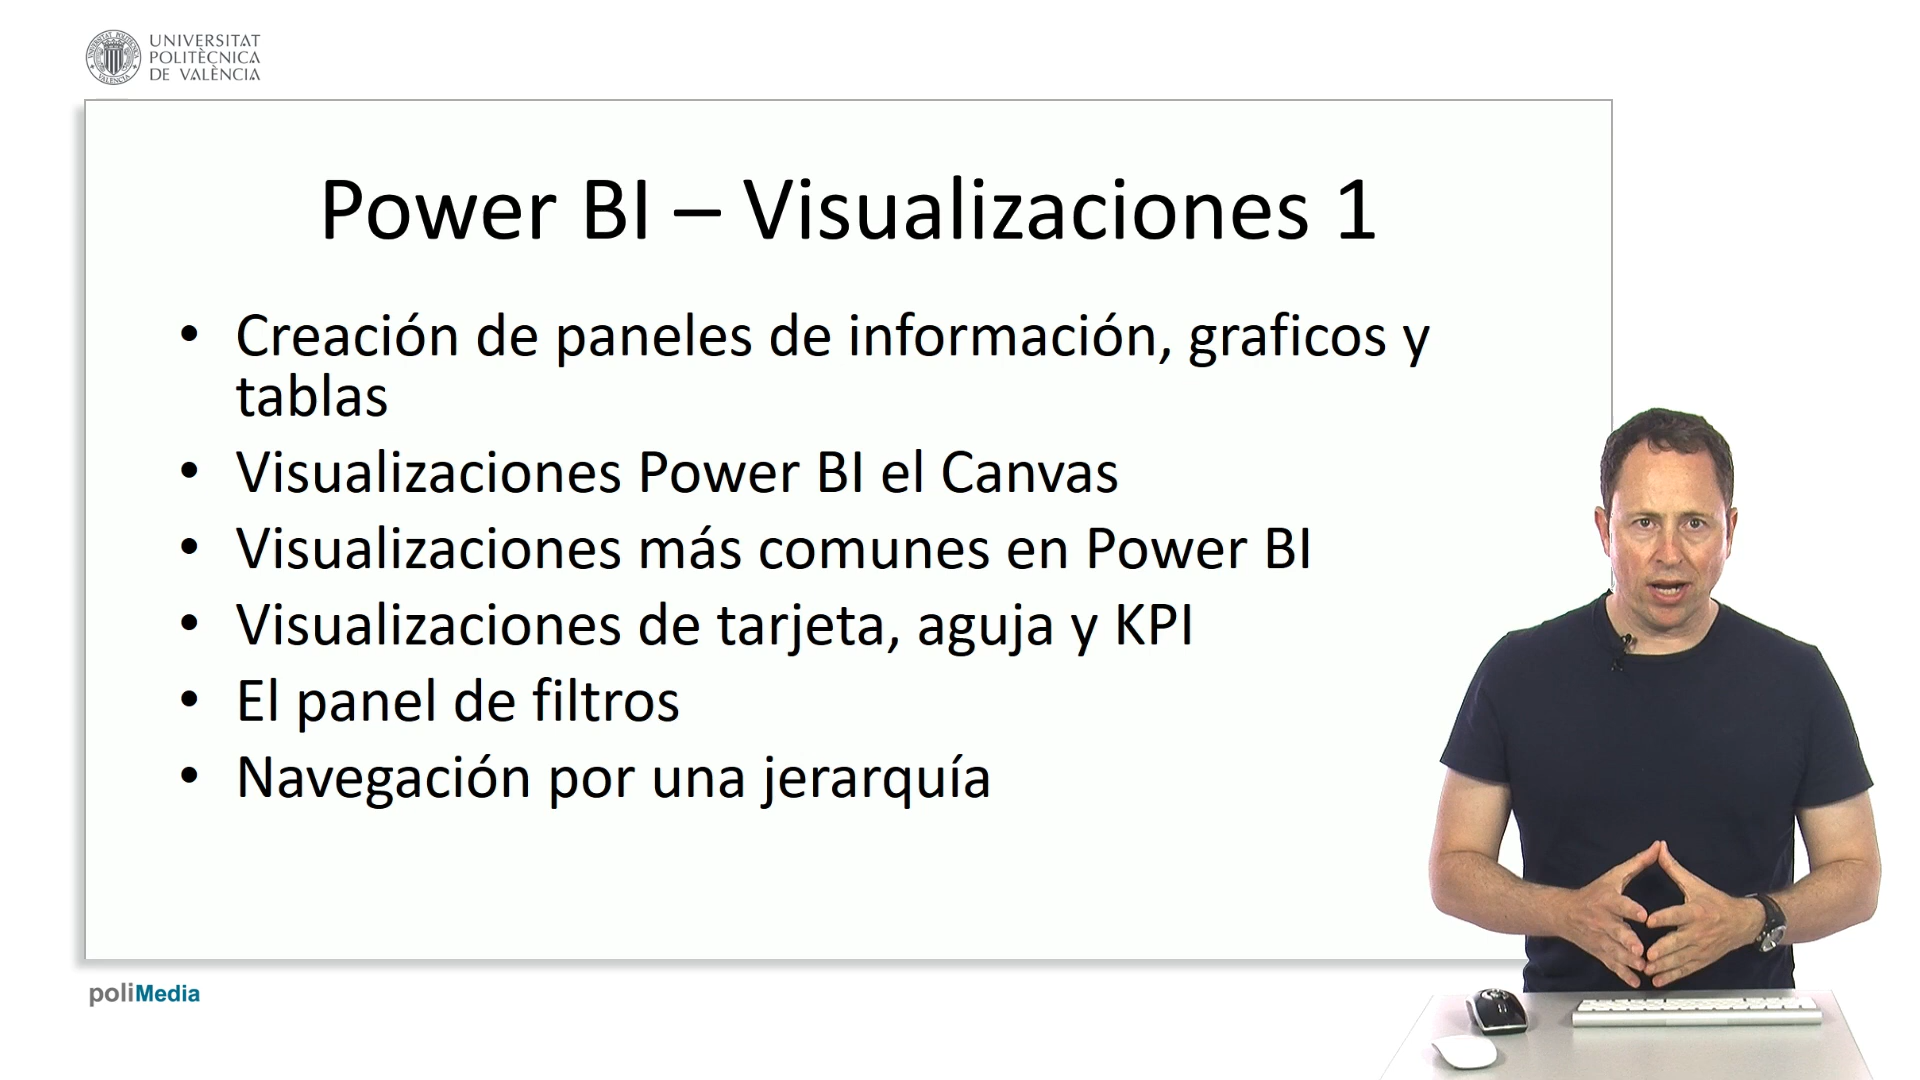 UNIVERSITAT
POLITÈCNICA
DE VALÈNCIA
Power BI – Visualizaciones 1
• Creación de paneles de información, graficos y
tablas
• Visualizaciones Power BI el Canvas
• Visualizaciones más comunes en Power BI
• Visualizaciones de tarjeta, aguja y KPI
• El panel de filtros
• Navegación por una jerarquía
poliMedia